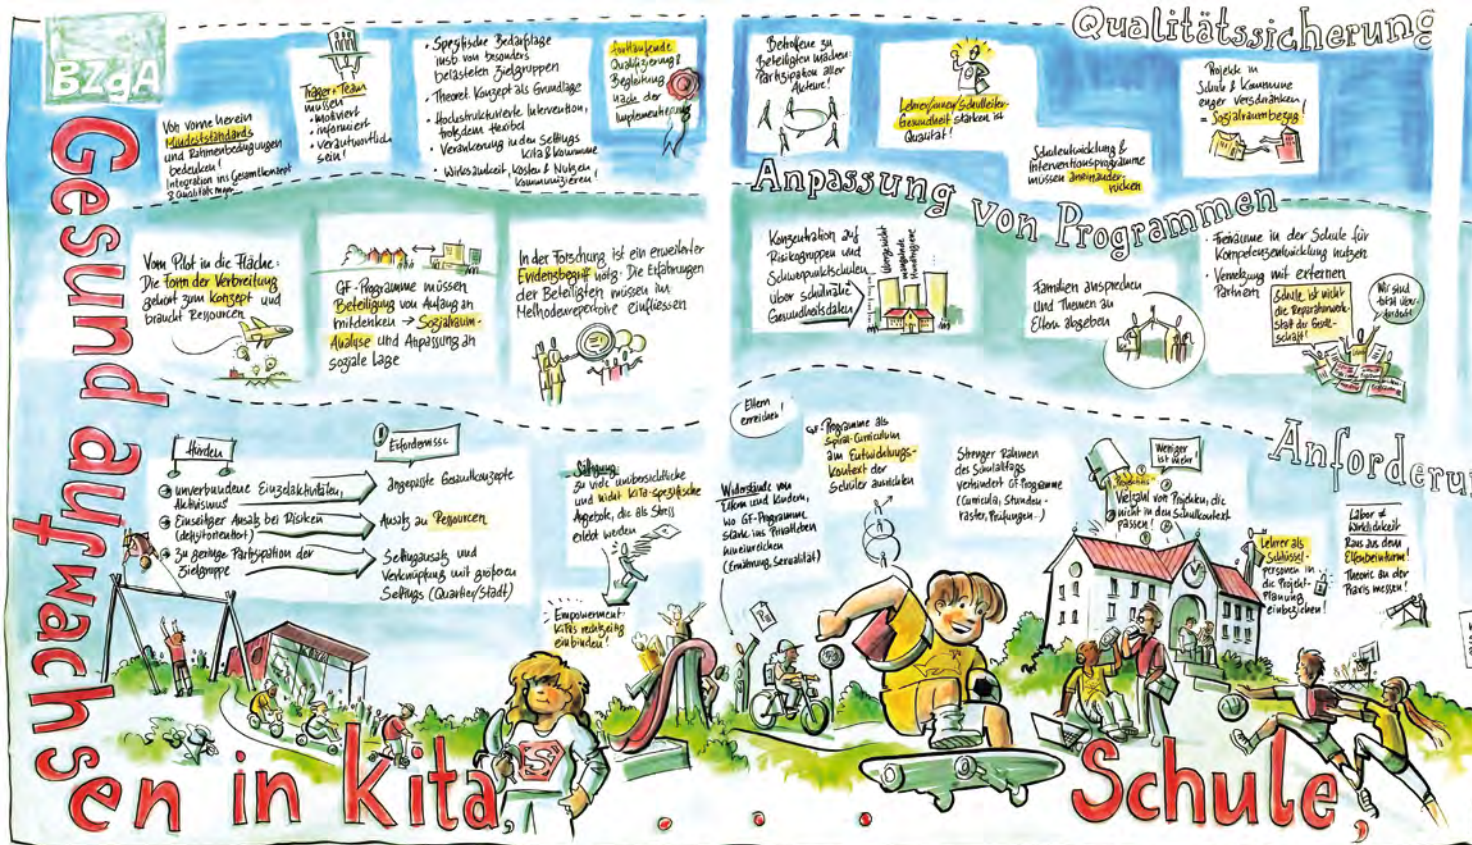 BZgA
Gesund aufwachsen in Kita, ... Schule,
Qualitätssicherung
Von vorne herein
Mindeststandards
und Rahmenbedingungen
bedenken!
Integration ins Gesamtkonzept
& Qualitätsmgm.
Träger + Team
müssen
• motiviert
• informiert
• verantwortlich
sein!
• Spezifische Bedarfslage
insb. von besonders
belasteten Zielgruppen
• Theoret. Konzept als Grundlage
• Hochstrukturierte Intervention,
trotzdem flexibel
• Verankerung in den Settings
Kita & Kommune
• Wirksamkeit, Kosten & Nutzen
kommunizieren!
fortlaufende
Qualifizierung &
Begleitung
nach der
Implementierung
Betroffene zu
Beteiligten machen:
Partizipation aller
Akteure!
Lehrer/innen/Schulleiter-
Gesundheit stärken ist
Qualität!
Schulentwicklung &
Interventionsprogramme
müssen aneinander-
rücken
Projekte in
Schule & Kommune
enger verschränken!
= Sozialraumbezug!
Anpassung von Programmen
Vom Pilot in die Fläche:
Die Form der Verbreitung
gehört zum Konzept und
braucht Ressourcen
GF-Programme müssen
Beteiligung von Anfang an
mitdenken → Sozialraum-
Analyse und Anpassung an
soziale Lage
In der Forschung ist ein erweiterter
Evidenzbegriff nötig: Die Erfahrungen
der Beteiligten müssen im
Methodenrepertoire einfliessen
Konzentration auf
Risikogruppen und
Schwerpunktschulen
über schulnahe
Gesundheitsdaten
Übergewicht
mangelnde
Mundhygiene
Familien ansprechen
und Themen an
Eltern abgeben
• Freiräume in der Schule für
Kompetenzentwicklung nutzen
• Vernetzung mit externen
Partnern
Schule ist nicht
die Reparaturwerk-
statt der Gesell-
schaft!
Wir sind
total über-
fordert!
Anforderu
Hürden
! Erfordernisse
unverbundene Einzelaktivitäten,
Aktivismus
angepasste Gesamtkonzepte
Einseitiger Ansatz bei Risiken
(defizitorientiert)
Ansatz an Ressourcen
zu geringe Partizipation der
Zielgruppe
Settingansatz und
Verknüpfung mit größeren
Settings (Quartier/Stadt)
Sättigung:
zu viele unübersichtliche
und nicht Kita-spezifische
Angebote, die als Stress
erlebt werden
Empowerment:
KiTas rechtzeitig
einbinden!
Kita
S
Eltern
erreichen!
Widerstände von
Eltern und Kindern,
wo GF-Programme
stark ins Privatleben
hineinreichen
(Ernährung, Sexualität)
GF-Programme als
Spiral-Curriculum
am Entwicklungs-
kontext der
Schüler ausrichten
Strenger Rahmen
des Schulalltags
verhindert GF-Programme
(Curricula, Stunden-
raster, Prüfungen...)
Weniger
ist mehr!
Vielzahl von Projekten, die
nicht in den Schulkontext
passen!
Lehrer als
Schlüssel-
personen in
die Projekt-
Planung
einbeziehen!
Labor ≠
Wirklichkeit
Raus aus dem
Elfenbeinturm!
Theorie an der
Praxis messen!